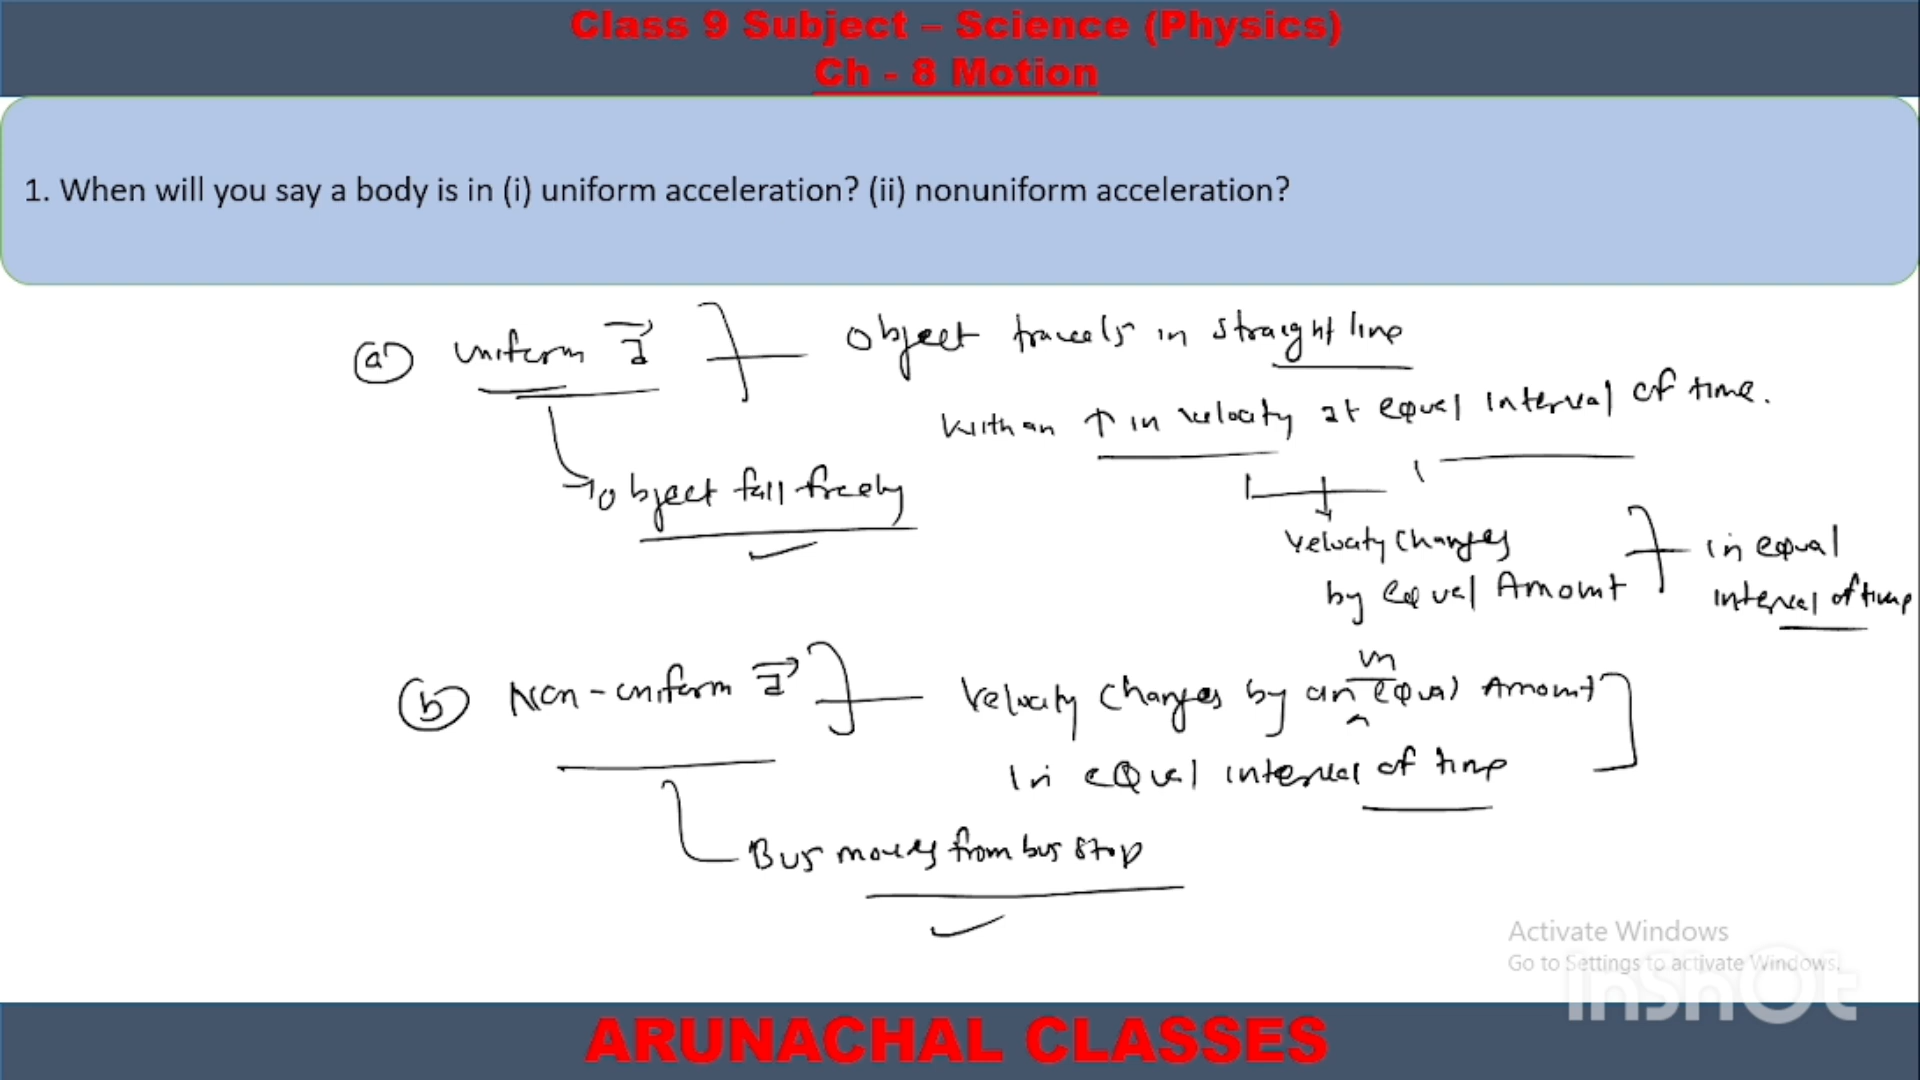 Class 9 Subject – Science (Physics)
Ch - 8 Motion
1. When will you say a body is in (i) uniform acceleration? (ii) nonuniform acceleration?
(a) uniform a⃗
object travels in straight line
with an ↑ in velocity at equal interval of time.
object fall freely
velocity changes
by equal Amount
in equal
interval of time
(b) Non-uniform a⃗
Velocity changes by an unequal Amount
In equal interval of time
Bus moves from bus stop
Activate Windows
Go to Settings to activate Windows.
InShOt
ARUNACHAL CLASSES